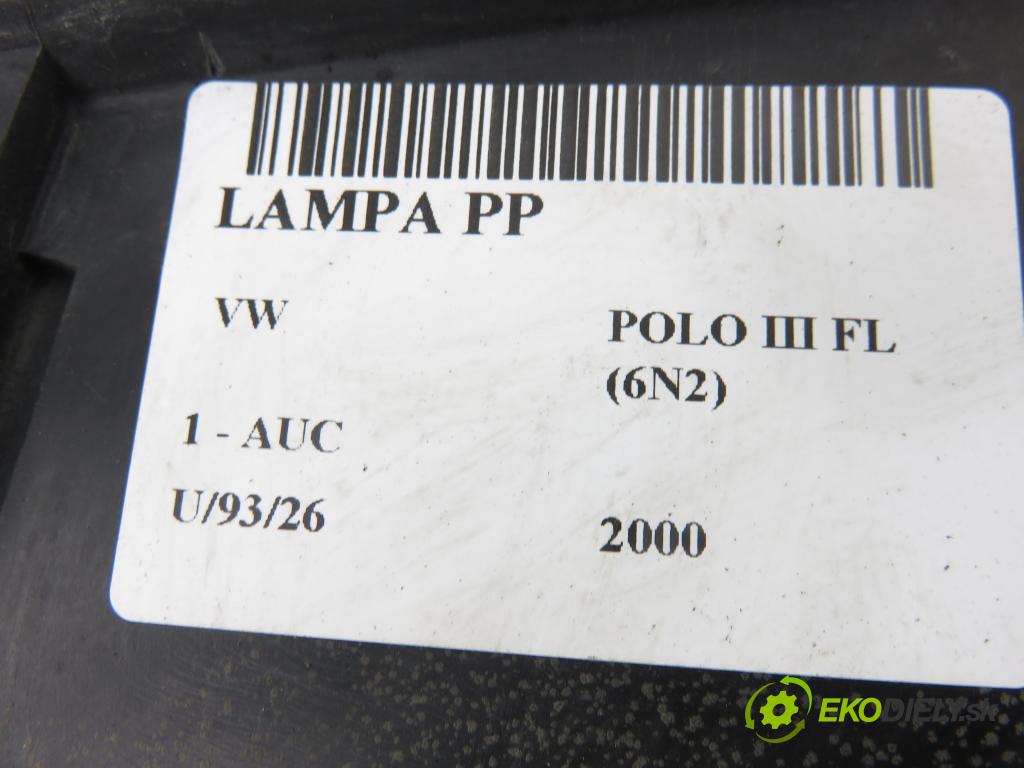 LAMPA PP
VW
POLO III FL
(6N2)
1 - AUC
U/93/26
2000
EKODIELY.sk